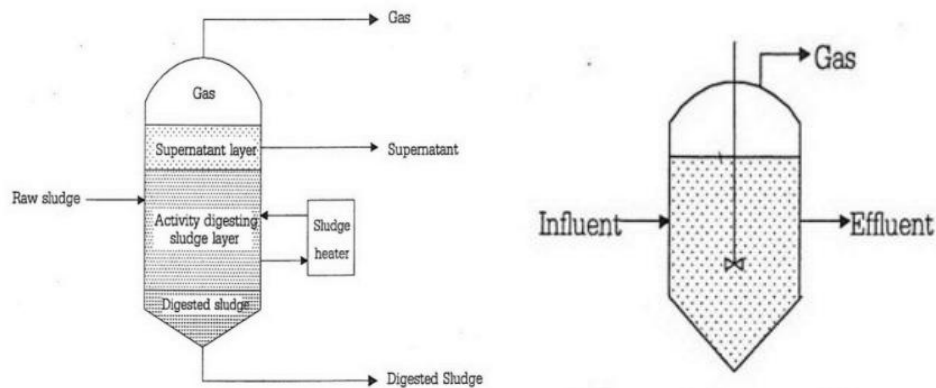 Gas
Gas
Supernatant layer
Supernatant
Raw sludge
Activity digesting
sludge layer
Sludge
heater
Digested sludge
Digested Sludge
Gas
Influent
Effluent